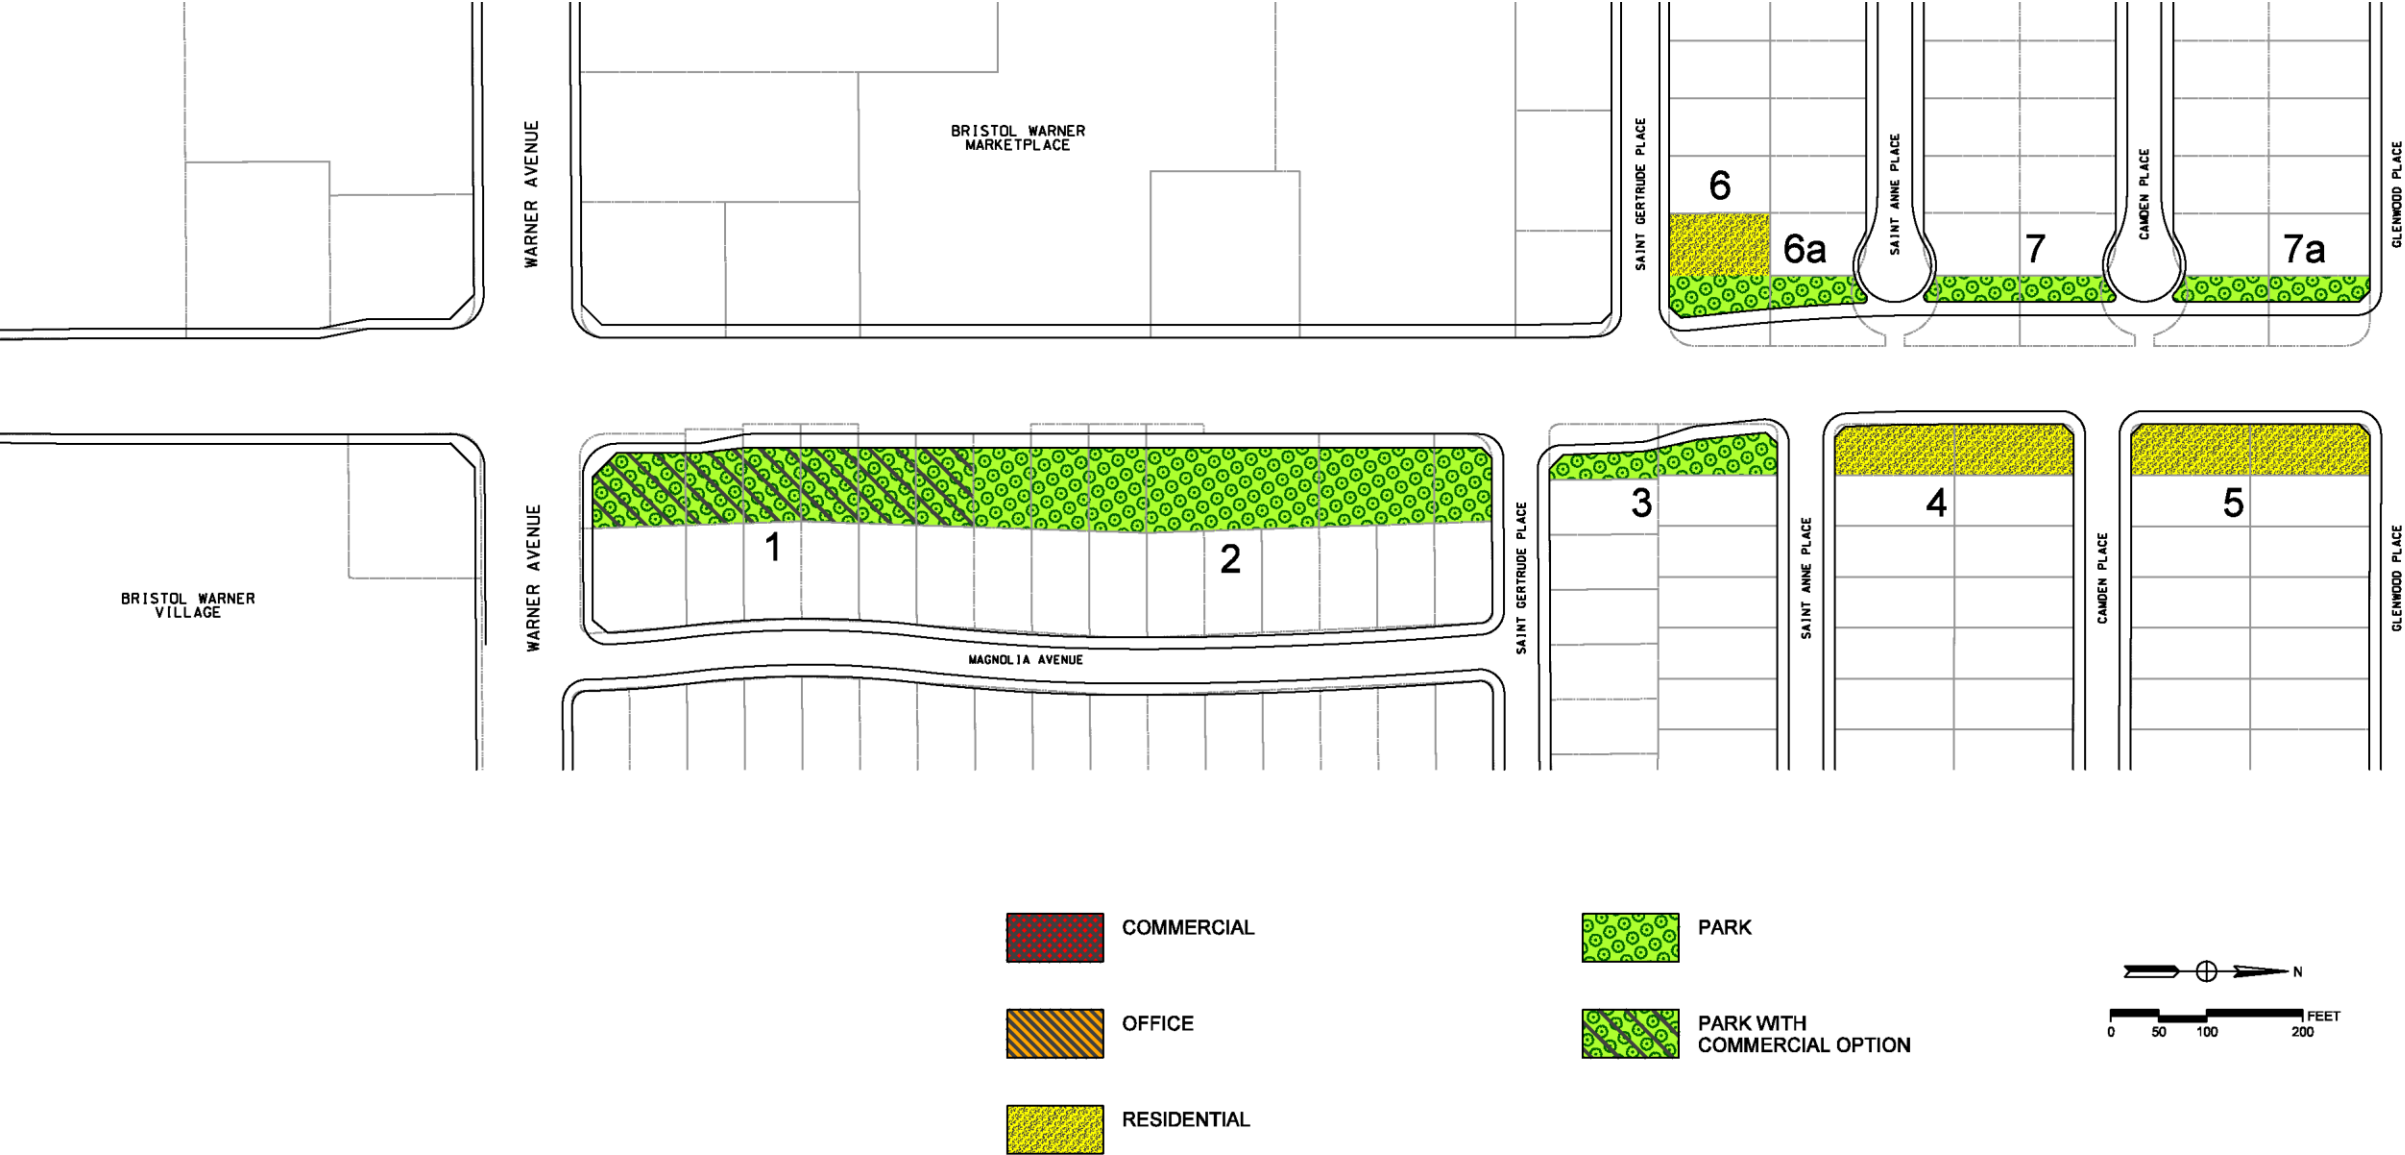 WARNER AVENUE
BRISTOL WARNER
MARKETPLACE
SAINT GERTRUDE PLACE
SAINT ANNE PLACE
CAMDEN PLACE
GLENWOOD PLACE
6
6a
7
7a
1
2
3
4
5
WARNER AVENUE
SAINT GERTRUDE PLACE
SAINT ANNE PLACE
CAMDEN PLACE
GLENWOOD PLACE
BRISTOL WARNER
VILLAGE
MAGNOLIA AVENUE
COMMERCIAL
OFFICE
RESIDENTIAL
PARK
PARK WITH
COMMERCIAL OPTION
N
FEET
0 50 100 200